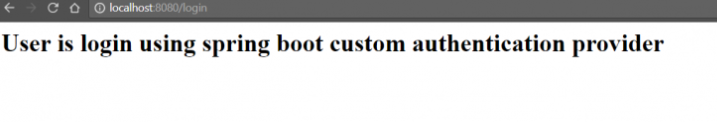 localhost:8080/login
User is login using spring boot custom authentication provider